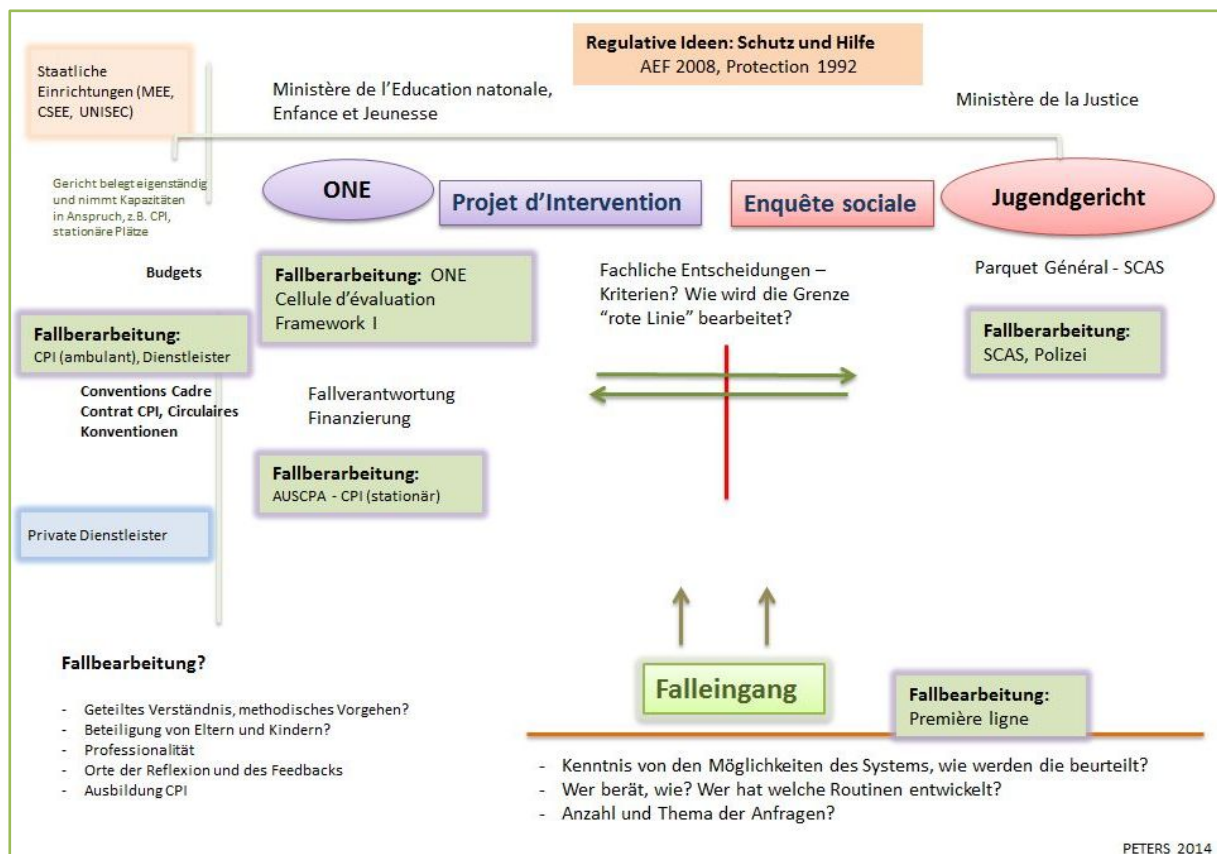 Regulative Ideen: Schutz und Hilfe
AEF 2008, Protection 1992
Staatliche
Einrichtungen (MEE,
CSEE, UNISEC)
Ministère de l'Education natonale,
Enfance et Jeunesse
Ministère de la Justice
Gericht belegt eigenständig
und nimmt Kapazitäten
in Anspruch, z.B. CPI,
stationäre Plätze
ONE
Projet d'Intervention
Enquête sociale
Jugendgericht
Budgets
Fallberarbeitung: ONE
Cellule d'évaluation
Framework I
Fachliche Entscheidungen –
Kriterien? Wie wird die Grenze
"rote Linie" bearbeitet?
Parquet Général - SCAS
Fallberarbeitung:
CPI (ambulant), Dienstleister
Fallberarbeitung:
SCAS, Polizei
Conventions Cadre
Contrat CPI, Circulaires
Konventionen
Fallverantwortung
Finanzierung
Fallberarbeitung:
AUSCPA - CPI (stationär)
Private Dienstleister
Fallbearbeitung?
- Geteiltes Verständnis, methodisches Vorgehen?
- Beteiligung von Eltern und Kindern?
- Professionalität
- Orte der Reflexion und des Feedbacks
- Ausbildung CPI
Falleingang
Fallbearbeitung:
Première ligne
- Kenntnis von den Möglichkeiten des Systems, wie werden die beurteilt?
- Wer berät, wie? Wer hat welche Routinen entwickelt?
- Anzahl und Thema der Anfragen?
PETERS 2014